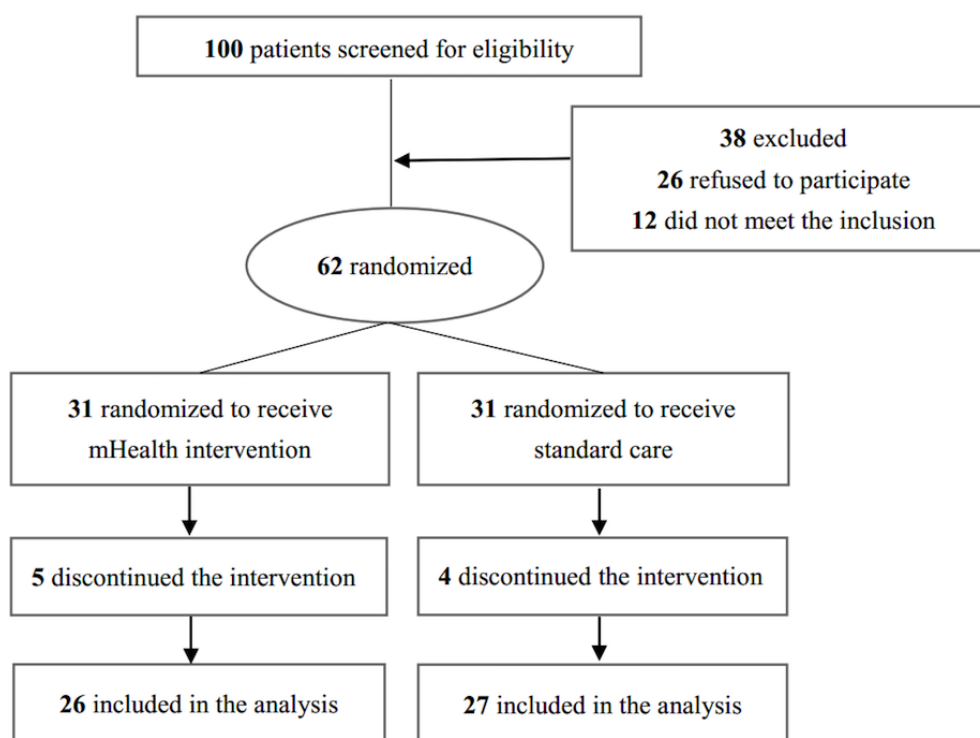 100 patients screened for eligibility
38 excluded
26 refused to participate
12 did not meet the inclusion
62 randomized
31 randomized to receive
mHealth intervention
31 randomized to receive
standard care
5 discontinued the intervention
4 discontinued the intervention
26 included in the analysis
27 included in the analysis